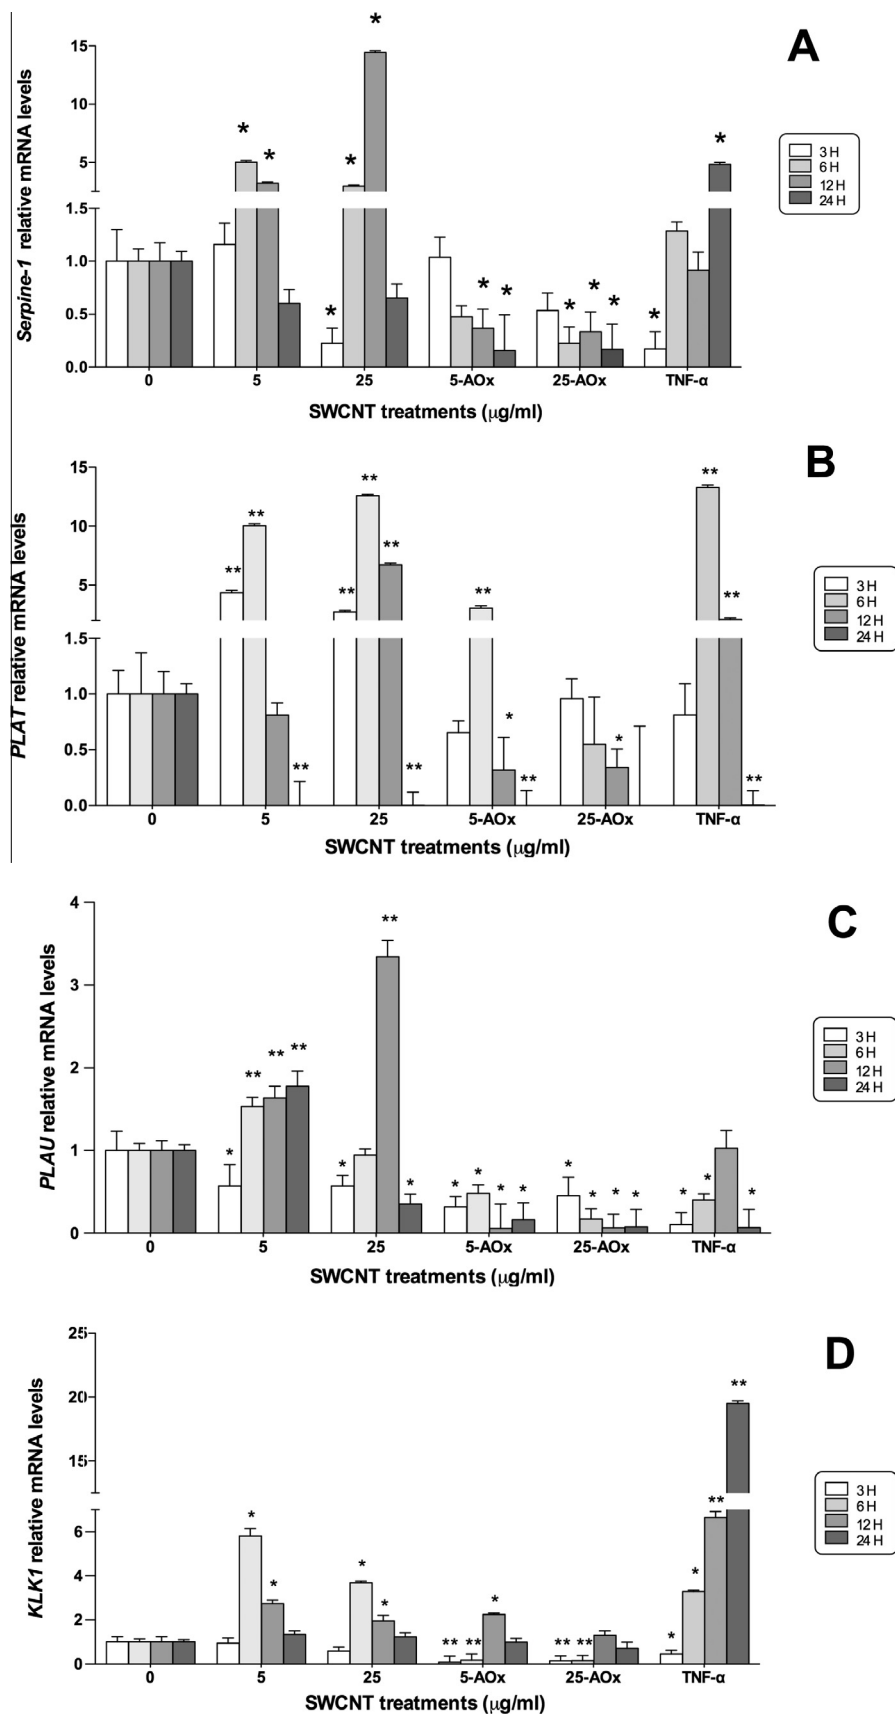 A
Serpine-1 relative mRNA levels
15
10
5
1.5
1.0
0.5
0.0
* * * * * * * * * * * * *
3 H
6 H
12 H
24 H
0 5 25 5-AOx 25-AOx TNF-α
SWCNT treatments (μg/ml)
B
PLAT relative mRNA levels
15
10
5
1.5
1.0
0.5
0.0
** ** ** ** ** ** ** ** * ** * ** ** **
3 H
6 H
12 H
24 H
0 5 25 5-AOx 25-AOx TNF-α
SWCNT treatments (μg/ml)
C
PLAU relative mRNA levels
4
3
2
1
0
* ** ** ** * ** * * * * * * * * * * * *
3 H
6 H
12 H
24 H
0 5 25 5-AOx 25-AOx TNF-α
SWCNT treatments (μg/ml)
D
KLK1 relative mRNA levels
25
20
15
6
4
2
0
* * * * ** ** * ** ** * * ** **
3 H
6 H
12 H
24 H
0 5 25 5-AOx 25-AOx TNF-α
SWCNT treatments (μg/ml)